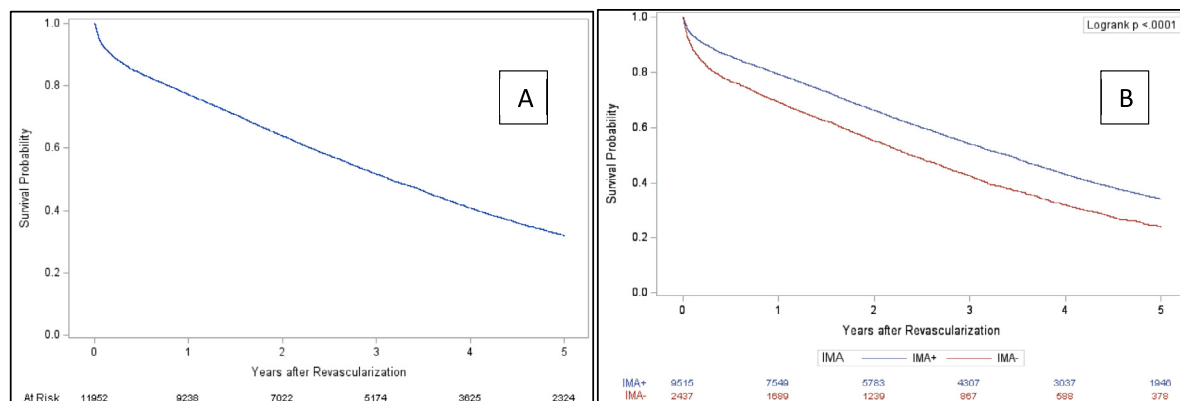 1.0
0.8
0.6
0.4
0.2
0.0
Survival Probability
A
0 1 2 3 4 5
Years after Revascularization
At Risk 11952 9238 7022 5174 3625 2324
Logrank p <.0001
1.0
0.8
0.6
0.4
0.2
0.0
Survival Probability
B
0 1 2 3 4 5
Years after Revascularization
IMA IMA+ IMA-
IMA+ 9515 7549 5783 4307 3037 1946
IMA- 2437 1689 1239 867 588 378